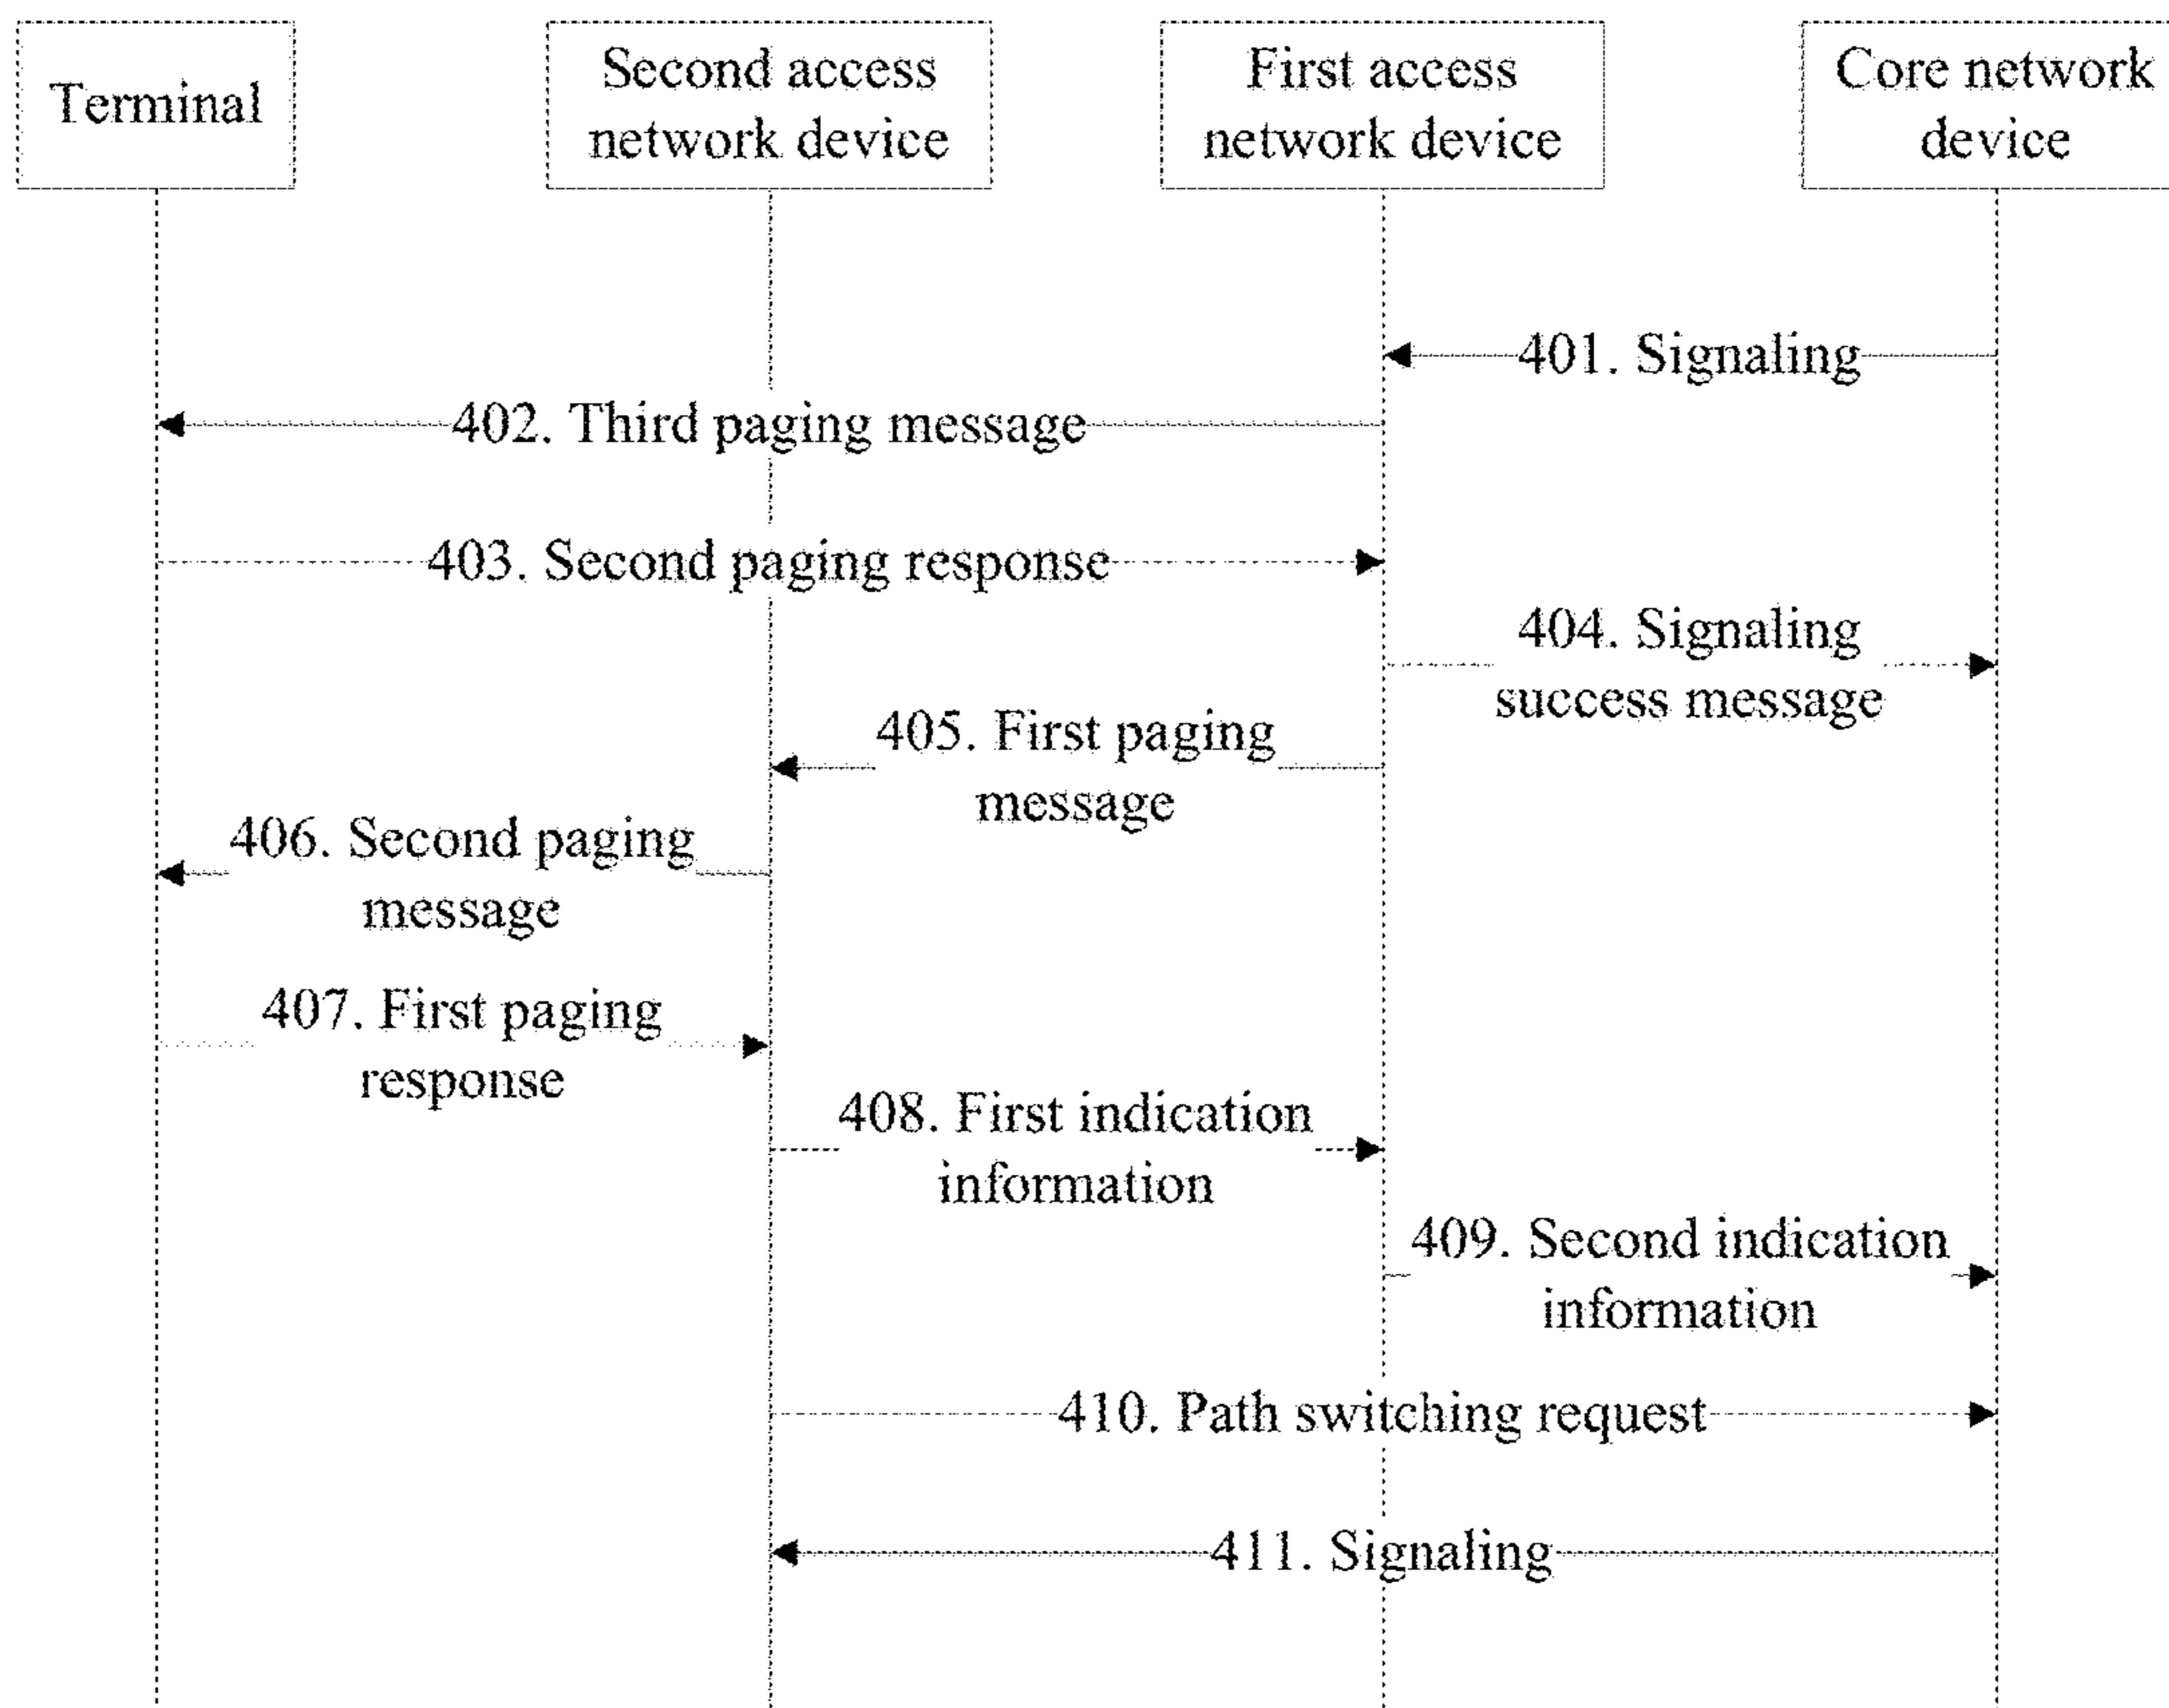 Terminal
Second access
network device
First access
network device
Core network
device
401. Signaling
402. Third paging message
403. Second paging response
404. Signaling
success message
405. First paging
message
406. Second paging
message
407. First paging
response
408. First indication
information
409. Second indication
information
410. Path switching request
411. Signaling